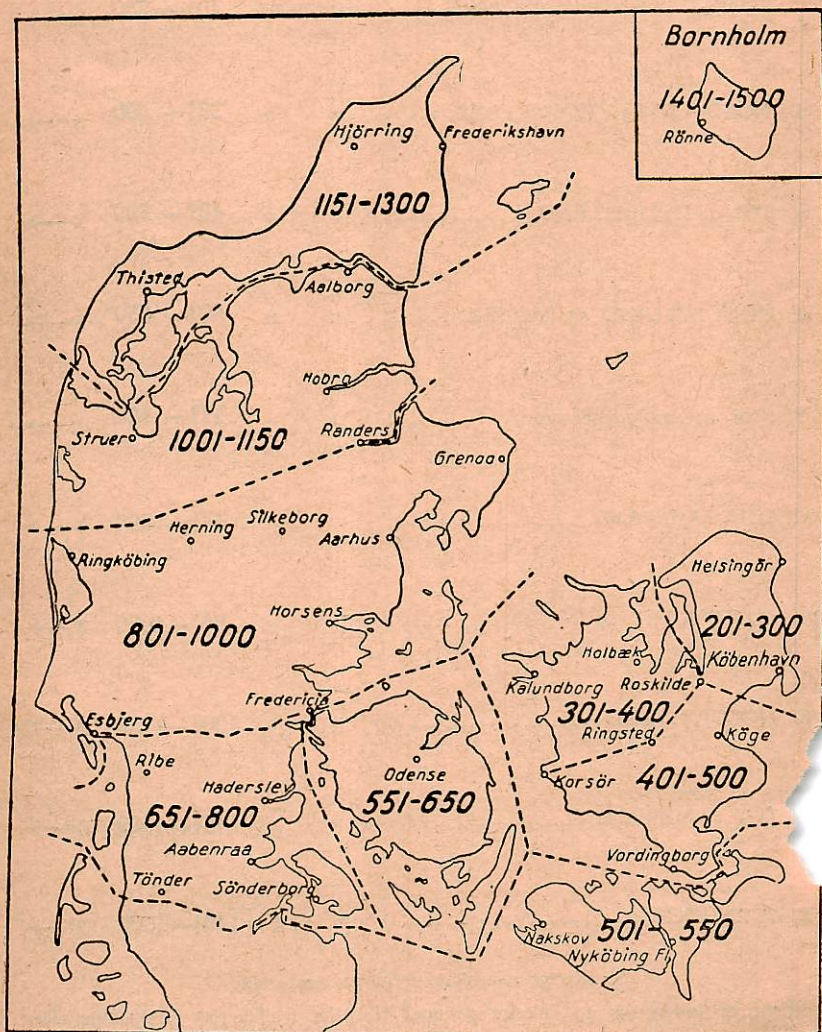 Bornholm
1401-1500
Rönne
Hjörring
Frederikshavn
1151-1300
Thisted
Aalborg
Hobro
Struer
1001-1150
Randers
Grenaa
Herning
Silkeborg
Aarhus
Ringköbing
Helsingör
Horsens
801-1000
201-300
Holbæk
Köbenhavn
Kalundborg
Roskilde
Fredericia
301-400
Esbjerg
Ringsted
Köge
Ribe
Odense
Korsör
401-500
Haderslev
551-650
651-800
Aabenraa
Vordingborg
Tönder
Sönderborg
Nakskov
501-550
Nyköbing Fl